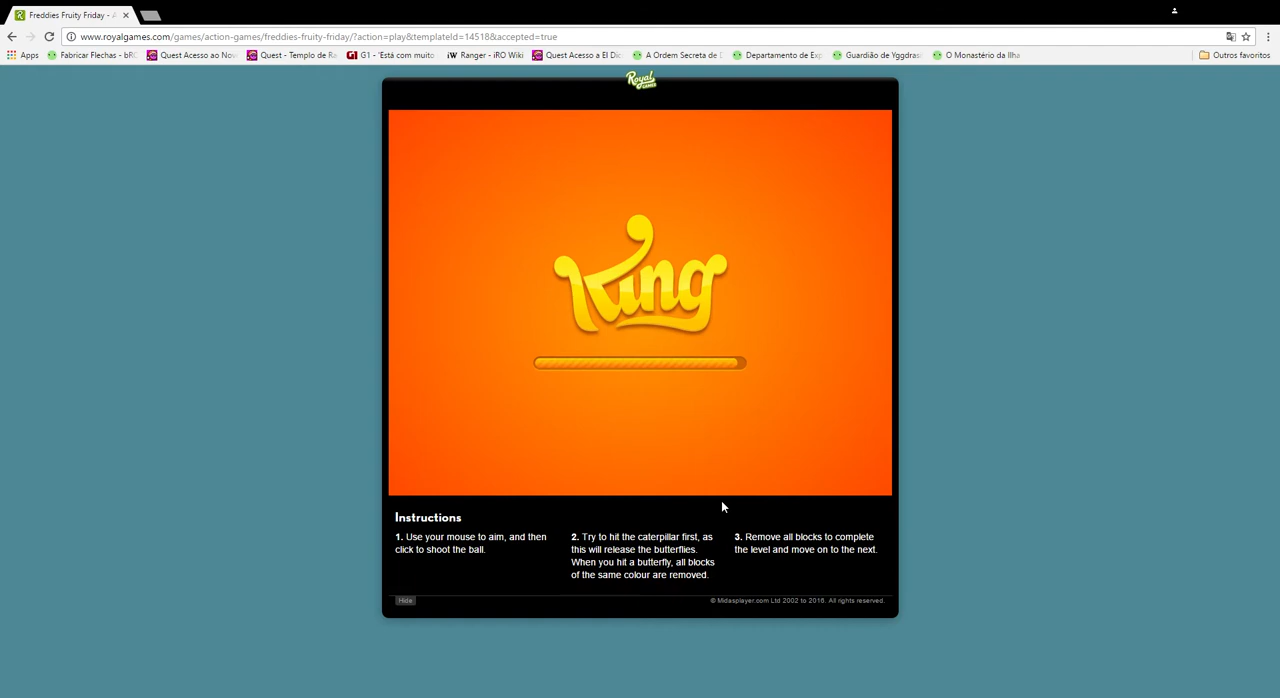 Freddies Fruity Friday - A
www.royalgames.com/games/action-games/freddies-fruity-friday/?action=play&templateId=14518&accepted=true
Apps Fabricar Flechas - bRO Quest Acesso ao Nov Quest - Templo de Ra G1 - 'Está com muito iW Ranger - iRO Wiki Quest Acesso a El Dic A Ordem Secreta de Departamento de Exp Guardião de Yggdras O Monastério da Ilha Outros favoritos
Royal games
King
Instructions
1. Use your mouse to aim, and then
click to shoot the ball.
2. Try to hit the caterpillar first, as
this will release the butterflies.
When you hit a butterfly, all blocks
of the same colour are removed.
3. Remove all blocks to complete
the level and move on to the next.
Hide
© Midasplayer.com Ltd 2002 to 2016. All rights reserved.